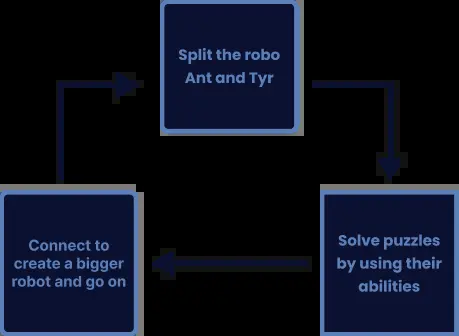 Split the robo
Ant and Tyr
Solve puzzles
by using their
abilities
Connect to
create a bigger
robot and go on